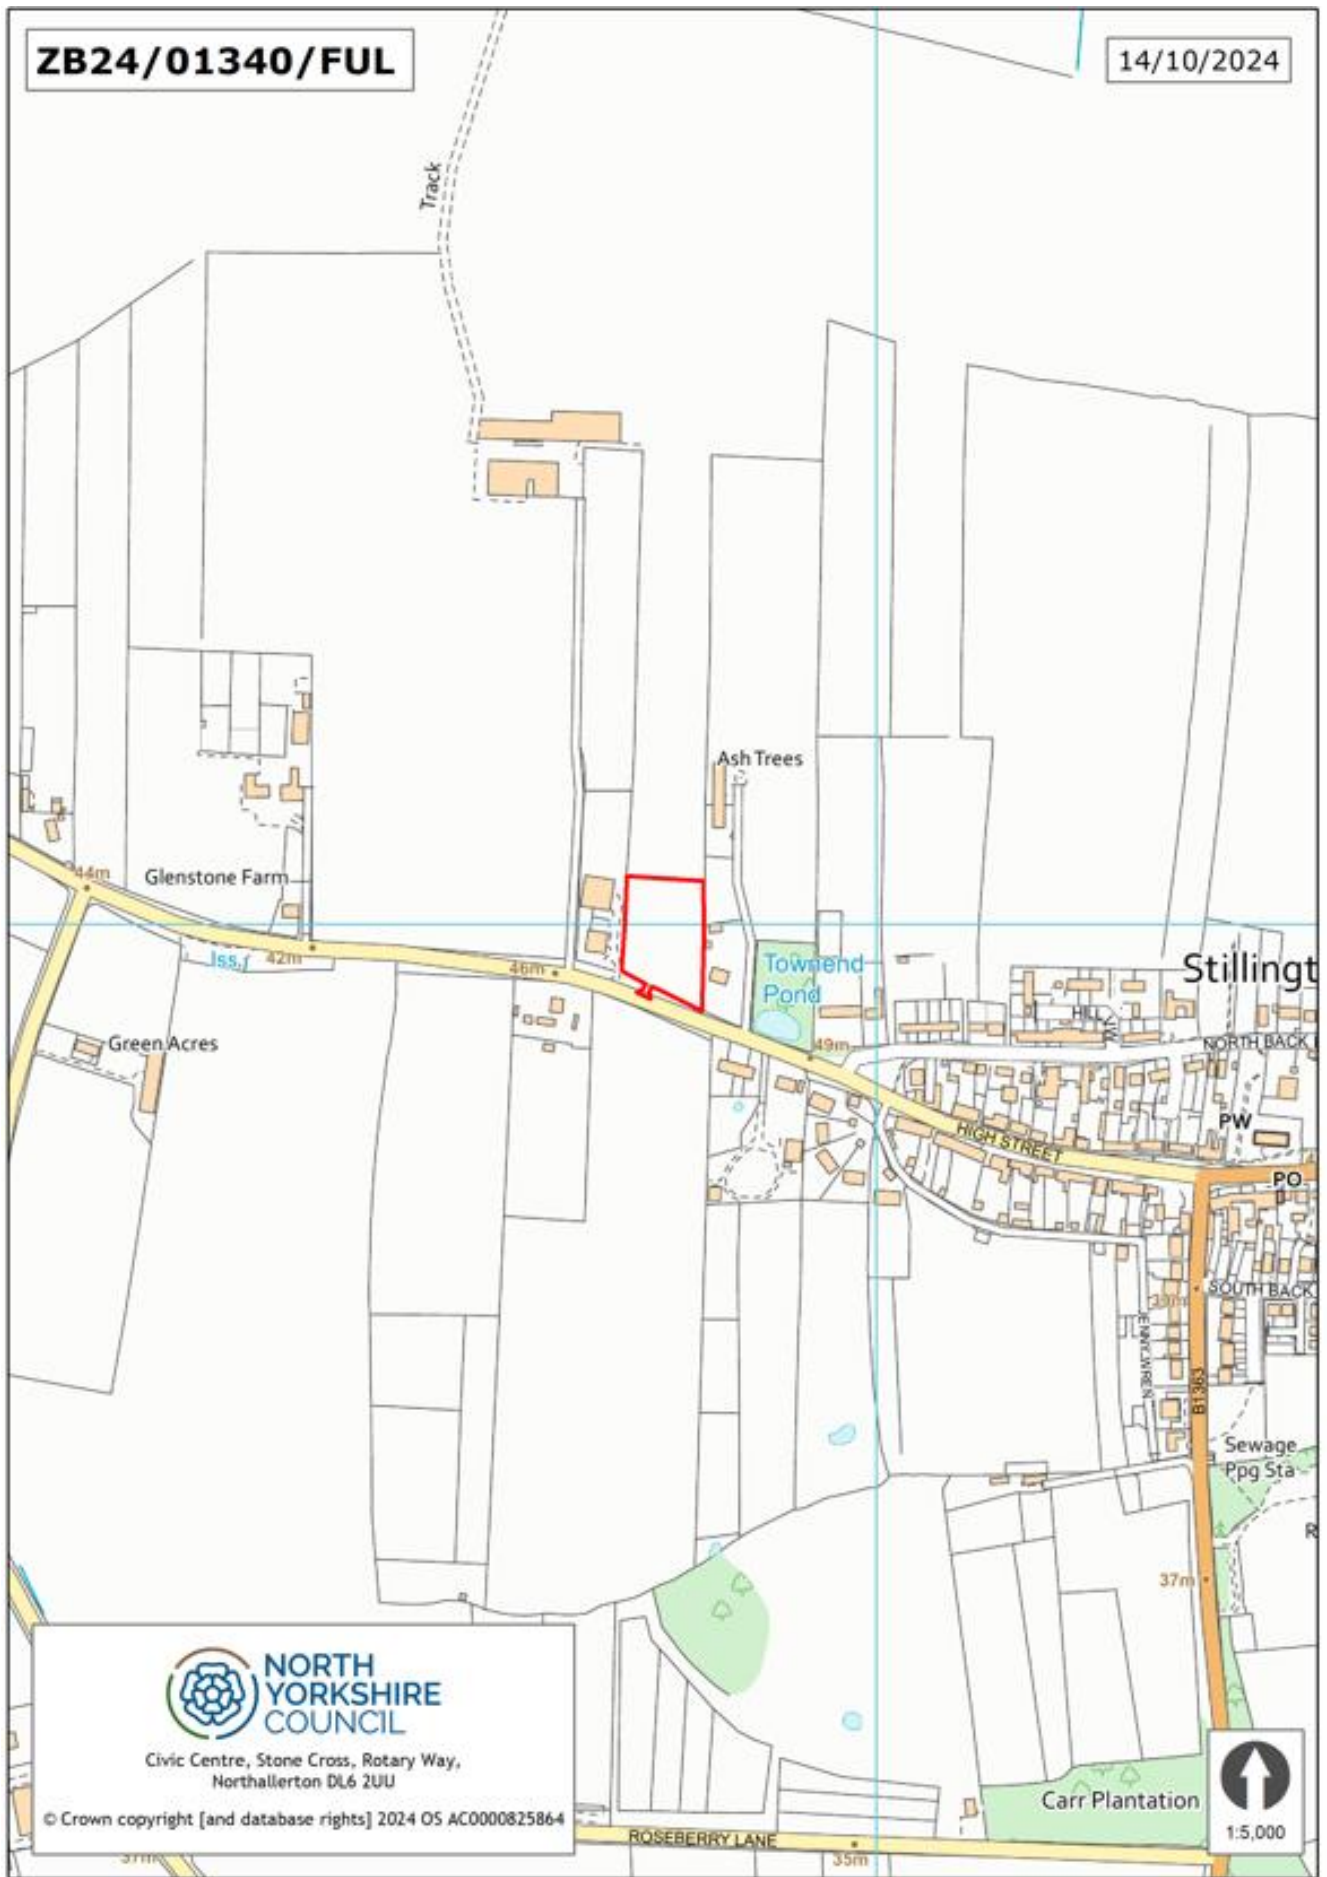 ZB24/01340/FUL
14/10/2024
Track
Ash Trees
44m
Glenstone Farm
Iss
42m
46m
Townend
Pond
Stillingt
HILL VW
NORTH BACK
Green Acres
49m
PW
HIGH STREET
PO
SOUTH BACK
JENNY WREN
B1363
Sewage
Ppg Sta
R
37m
NORTH
YORKSHIRE
COUNCIL
Civic Centre, Stone Cross, Rotary Way,
Northallerton DL6 2UU
© Crown copyright [and database rights] 2024 OS AC0000825864
Carr Plantation
1:5,000
ROSEBERRY LANE
35m